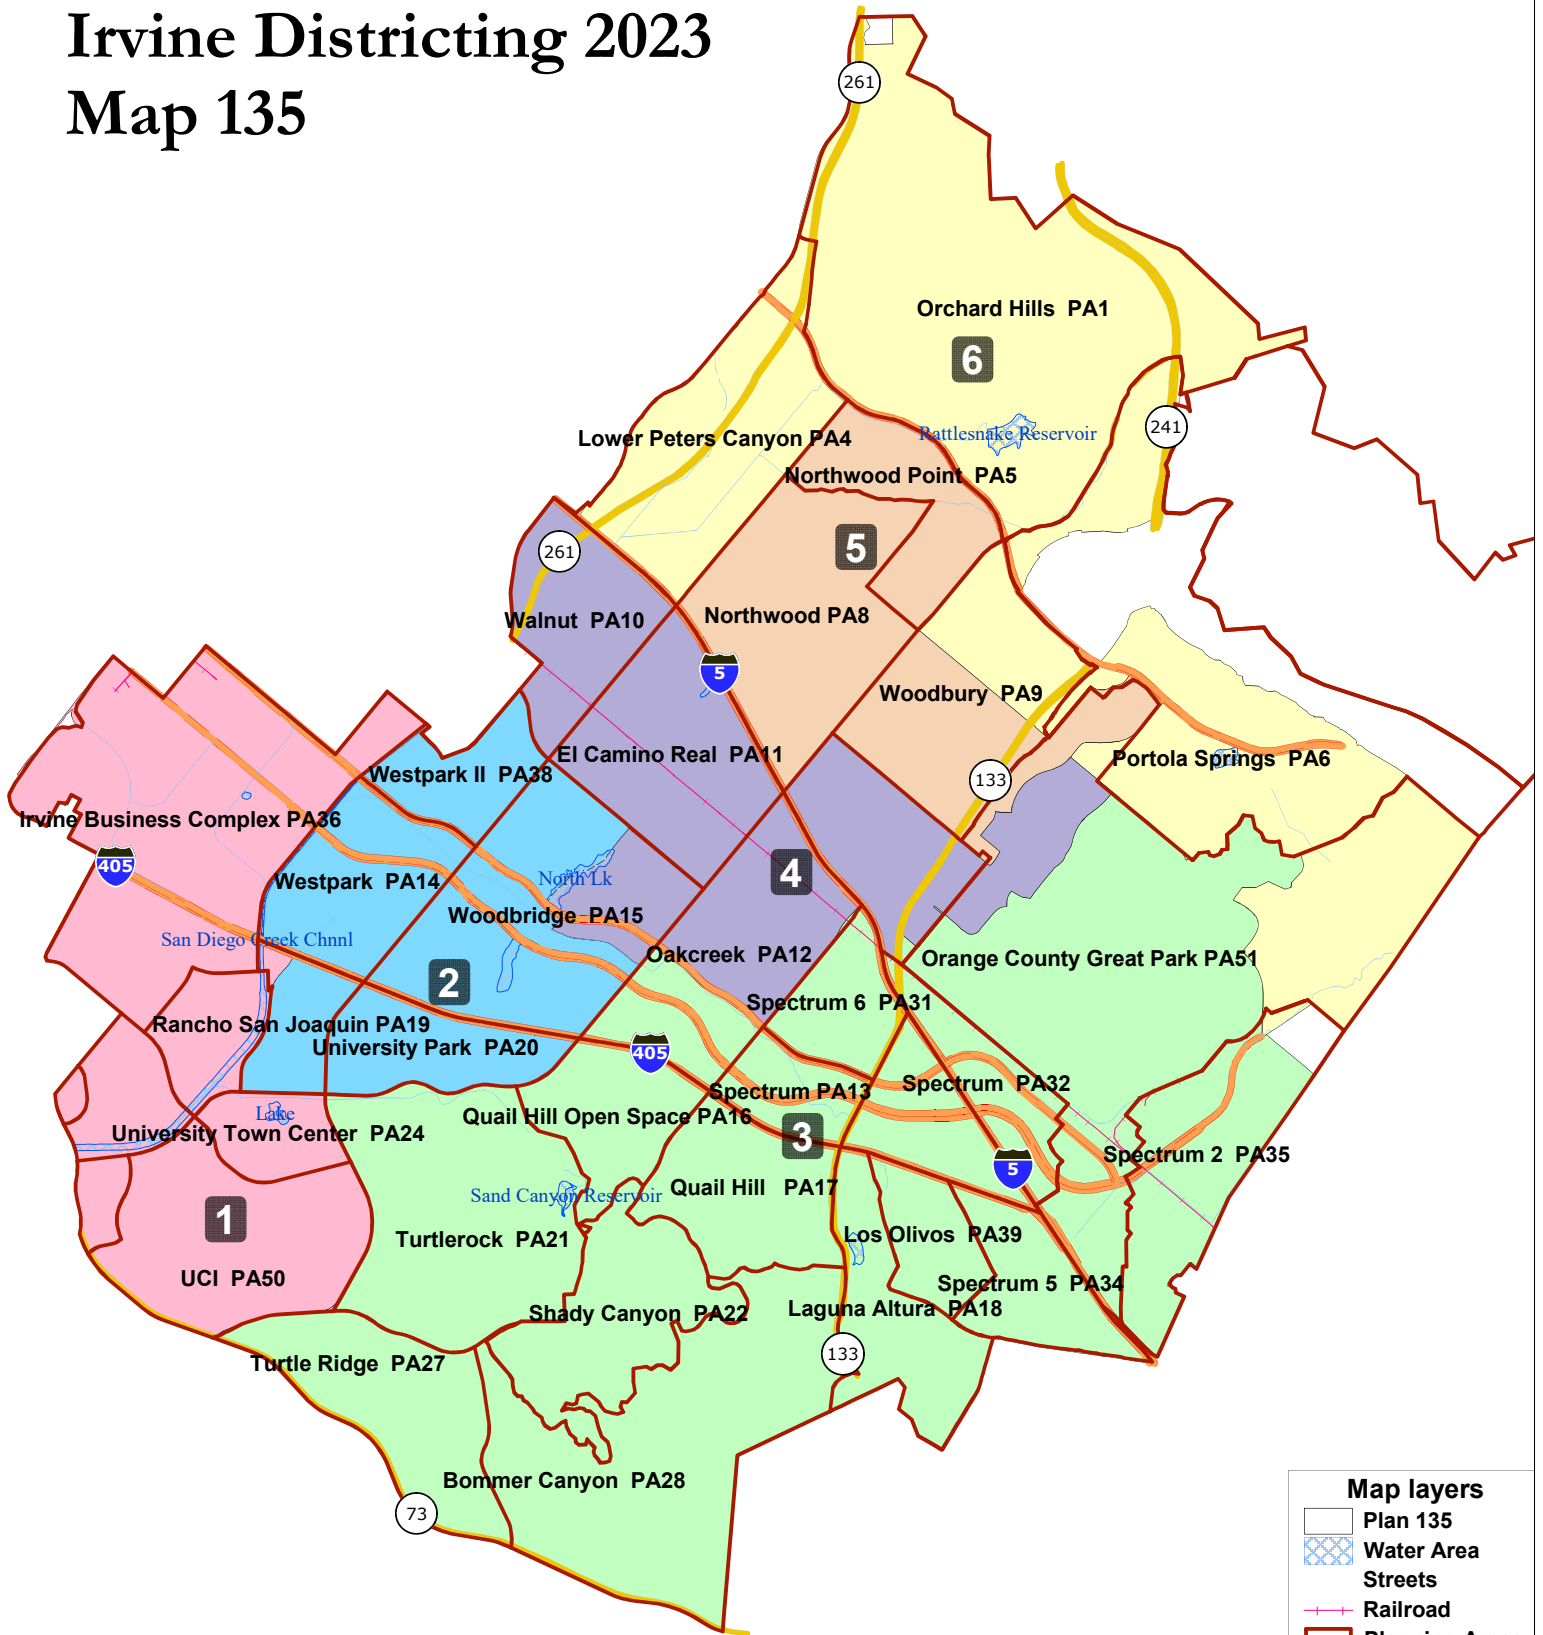 Irvine Districting 2023
Map 135
261
Orchard Hills PA1
6
241
Lower Peters Canyon PA4
Rattlesnake Reservoir
Northwood Point PA5
5
261
Walnut PA10
Northwood PA8
5
Woodbury PA9
El Camino Real PA11
Westpark II PA38
133
Portola Springs PA6
Irvine Business Complex PA36
405
Westpark PA14
North Lk
4
Woodbridge PA15
San Diego Creek Chnnl
Oakcreek PA12
Orange County Great Park PA51
2
Spectrum 6 PA31
Rancho San Joaquin PA19
University Park PA20
405
Spectrum PA13
Spectrum PA32
Lake
Quail Hill Open Space PA16
University Town Center PA24
3
Spectrum 2 PA35
5
Sand Canyon Reservoir
Quail Hill PA17
1
Turtlerock PA21
Los Olivos PA39
UCI PA50
Spectrum 5 PA34
Shady Canyon PA22
Laguna Altura PA18
Turtle Ridge PA27
133
Bommer Canyon PA28
73
Map layers
Plan 135
Water Area
Streets
Railroad